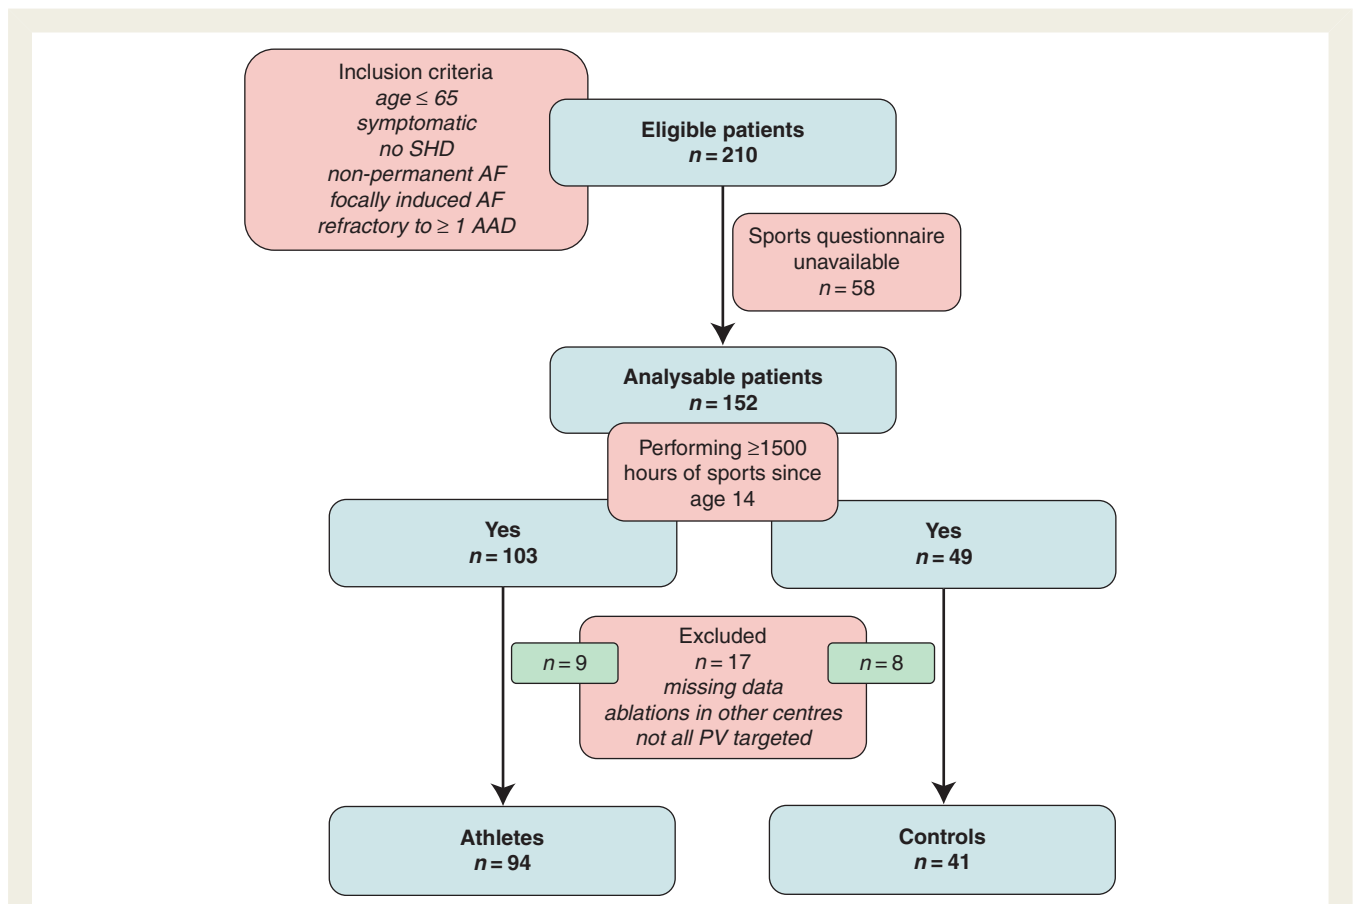 Inclusion criteria
age ≤ 65
symptomatic
no SHD
non-permanent AF
focally induced AF
refractory to ≥ 1 AAD
Eligible patients
n = 210
Sports questionnaire
unavailable
n = 58
Analysable patients
n = 152
Performing ≥1500
hours of sports since
age 14
Yes
n = 103
Yes
n = 49
n = 9
Excluded
n = 17
missing data
ablations in other centres
not all PV targeted
n = 8
Athletes
n = 94
Controls
n = 41